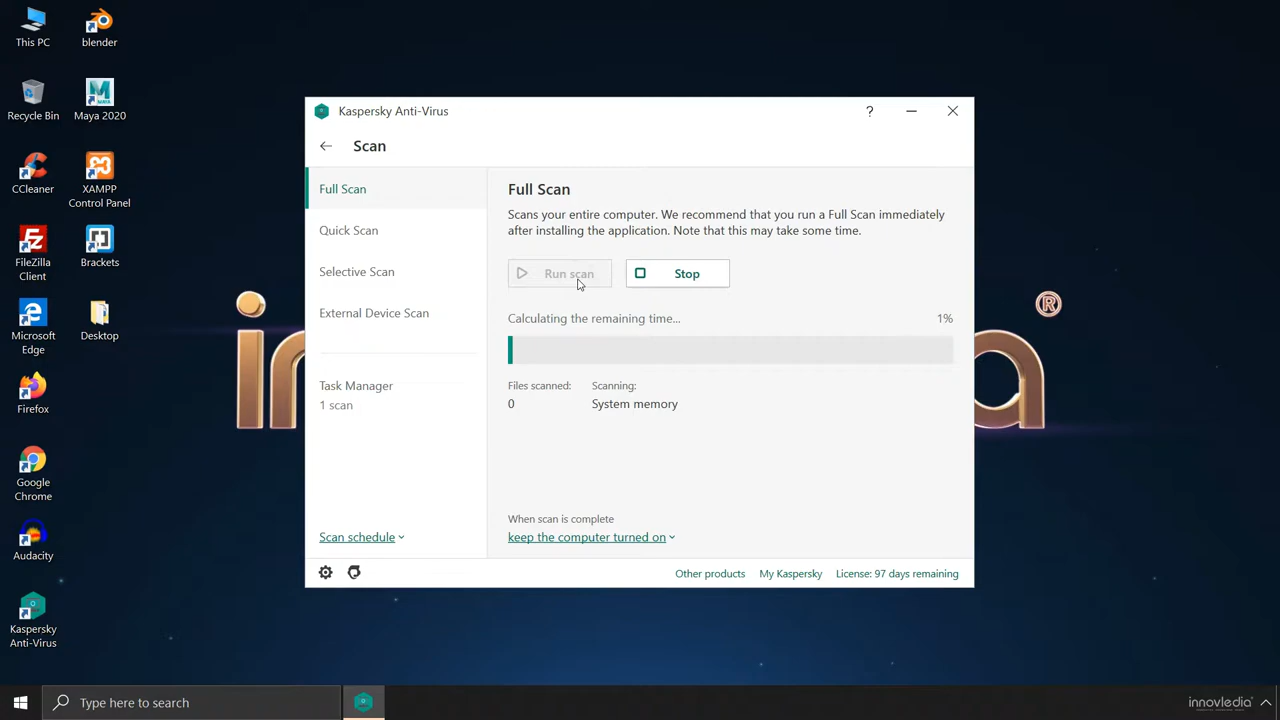 This PC
blender
Recycle Bin
Maya 2020
CCleaner
XAMPP
Control Panel
FileZilla
Client
Brackets
Microsoft
Edge
Desktop
Firefox
Google
Chrome
Audacity
Kaspersky
Anti-Virus
Kaspersky Anti-Virus
?
Scan
Full Scan
Quick Scan
Selective Scan
External Device Scan
Task Manager
1 scan
Scan schedule
Full Scan
Scans your entire computer. We recommend that you run a Full Scan immediately
after installing the application. Note that this may take some time.
Run scan
Stop
Calculating the remaining time...
1%
Files scanned:
0
Scanning:
System memory
When scan is complete
keep the computer turned on
Other products
My Kaspersky
License: 97 days remaining
®
Type here to search
innovledia